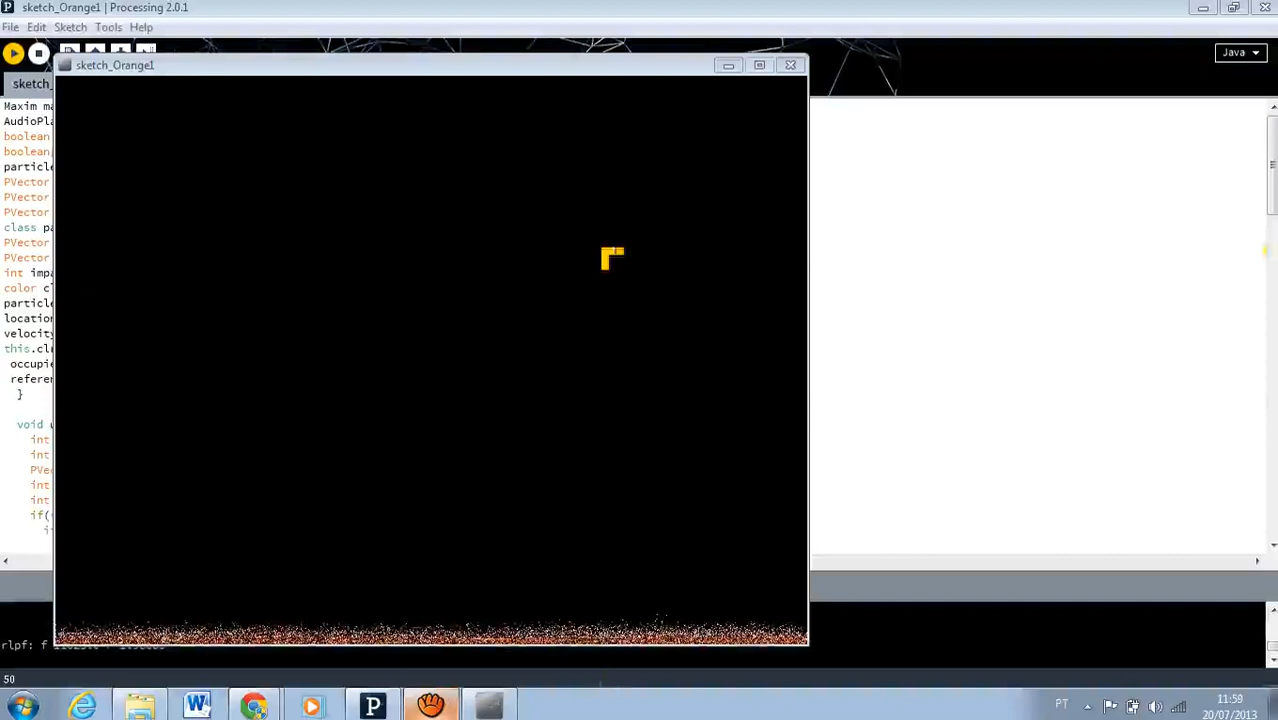 sketch_Orange1 | Processing 2.0.1
File Edit Sketch Tools Help
Java
sketch_Orange1
sketch_
Maxim ma
AudioPla
boolean
boolean
particle
PVector
PVector
PVector
class pa
PVector
PVector
int impa
color cl
particle
location
velocity
this.clr
occupie
referen
}
void u
int
int
PVec
int
int
if(
i
rlpf: f
50
PT
11:59
20/07/2013